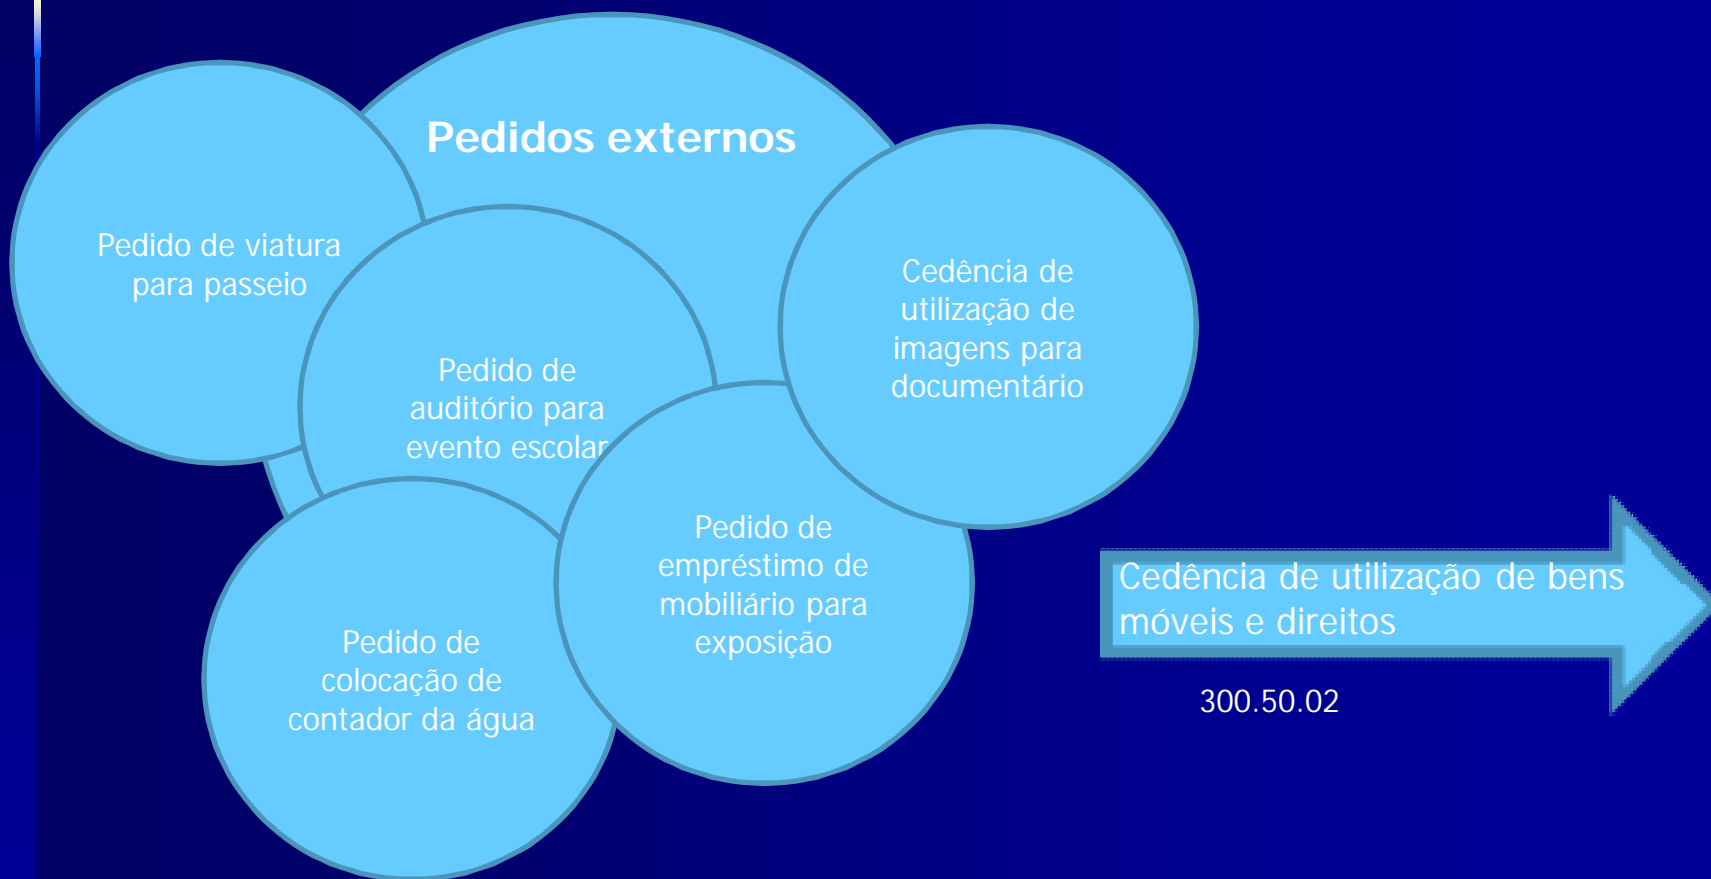 Pedidos externos
Pedido de viatura
para passeio
Pedido de
auditório para
evento escolar
Cedência de
utilização de
imagens para
documentário
Pedido de
empréstimo de
mobiliário para
exposição
Pedido de
colocação de
contador da água
Cedência de utilização de bens
móveis e direitos
300.50.02